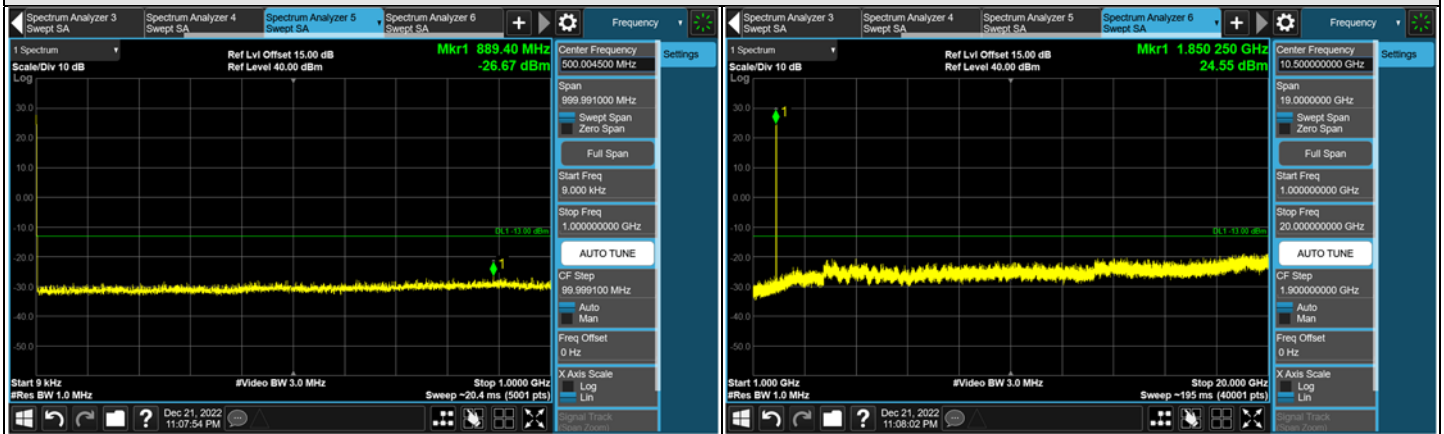 Spectrum Analyzer 3
Swept SA
Spectrum Analyzer 4
Swept SA
Spectrum Analyzer 5
Swept SA
Spectrum Analyzer 6
Swept SA
+
Frequency
1 Spectrum
Scale/Div 10 dB
Log
Ref Lvl Offset 15.00 dB
Ref Level 40.00 dBm
Mkr1 889.40 MHz
-26.67 dBm
30.0
20.0
10.0
0.00
-10.0
-20.0
-30.0
-40.0
-50.0
DL1 -13.00 dBm
1
Start 9 kHz
#Res BW 1.0 MHz
#Video BW 3.0 MHz
Stop 1.0000 GHz
Sweep ~20.4 ms (5001 pts)
Center Frequency
500.004500 MHz
Settings
Span
999.991000 MHz
Swept Span
Zero Span
Full Span
Start Freq
9.000 kHz
Stop Freq
1.000000000 GHz
AUTO TUNE
CF Step
99.999100 MHz
Auto
Man
Freq Offset
0 Hz
X Axis Scale
Log
Lin
Signal Track
(Span Zoom)
?
Dec 21, 2022
11:07:54 PM
Spectrum Analyzer 3
Swept SA
Spectrum Analyzer 4
Swept SA
Spectrum Analyzer 5
Swept SA
Spectrum Analyzer 6
Swept SA
+
Frequency
1 Spectrum
Scale/Div 10 dB
Log
Ref Lvl Offset 15.00 dB
Ref Level 40.00 dBm
Mkr1 1.850 250 GHz
24.55 dBm
30.0
20.0
10.0
0.00
-10.0
-20.0
-30.0
-40.0
-50.0
1
DL1 -13.00 dBm
Start 1.000 GHz
#Res BW 1.0 MHz
#Video BW 3.0 MHz
Stop 20.000 GHz
Sweep ~195 ms (40001 pts)
Center Frequency
10.500000000 GHz
Settings
Span
19.0000000 GHz
Swept Span
Zero Span
Full Span
Start Freq
1.000000000 GHz
Stop Freq
20.000000000 GHz
AUTO TUNE
CF Step
1.900000000 GHz
Auto
Man
Freq Offset
0 Hz
X Axis Scale
Log
Lin
Signal Track
(Span Zoom)
?
Dec 21, 2022
11:08:02 PM